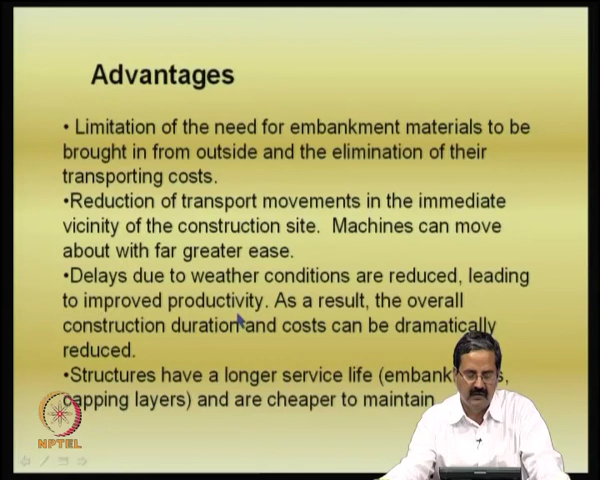 Advantages
• Limitation of the need for embankment materials to be
brought in from outside and the elimination of their
transporting costs.
•Reduction of transport movements in the immediate
vicinity of the construction site. Machines can move
about with far greater ease.
•Delays due to weather conditions are reduced, leading
to improved productivity. As a result, the overall
construction duration and costs can be dramatically
reduced.
•Structures have a longer service life
capping layers) and are cheaper to maintain
NPTEL